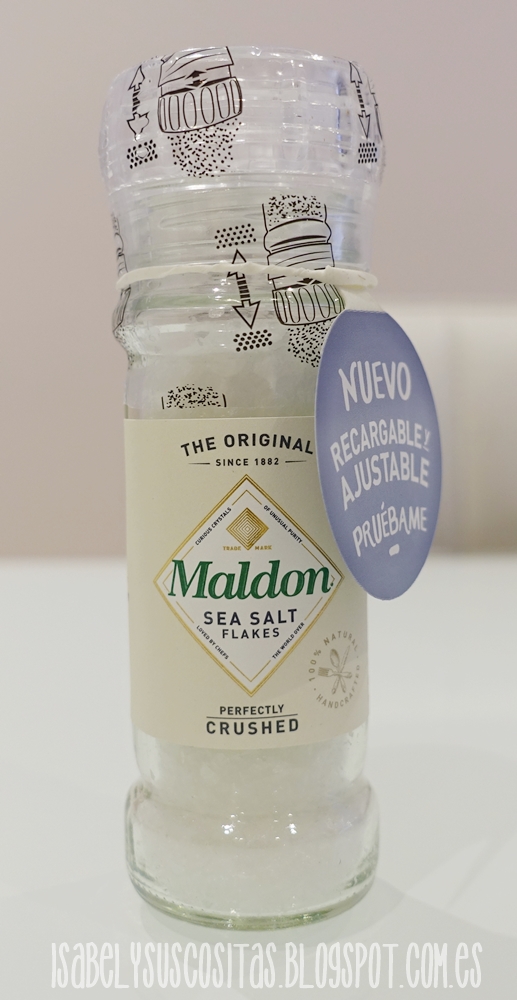 THE ORIGINAL
SINCE 1882
CURIOUS CRYSTALS
OF UNUSUAL PURITY
TRADE MARK
Maldon
SEA SALT
FLAKES
LOVED BY CHEFS
THE WORLD OVER
100% NATURAL
HANDCRAFTED
PERFECTLY
CRUSHED
NUEVO
RECARGABLE Y
AJUSTABLE
PRUÉBAME
ISABELYSUSCOSITAS.BLOGSPOT.COM.ES